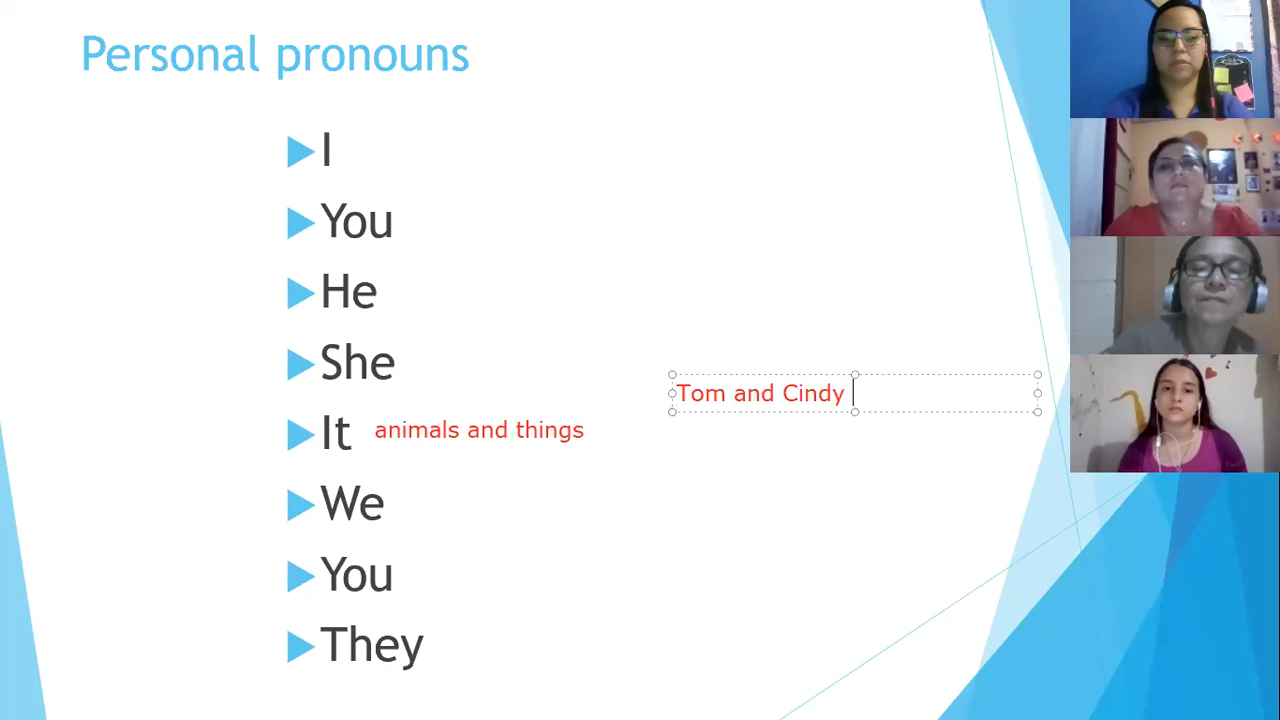 Personal pronouns
I
You
He
She
Tom and Cindy
It animals and things
We
You
They